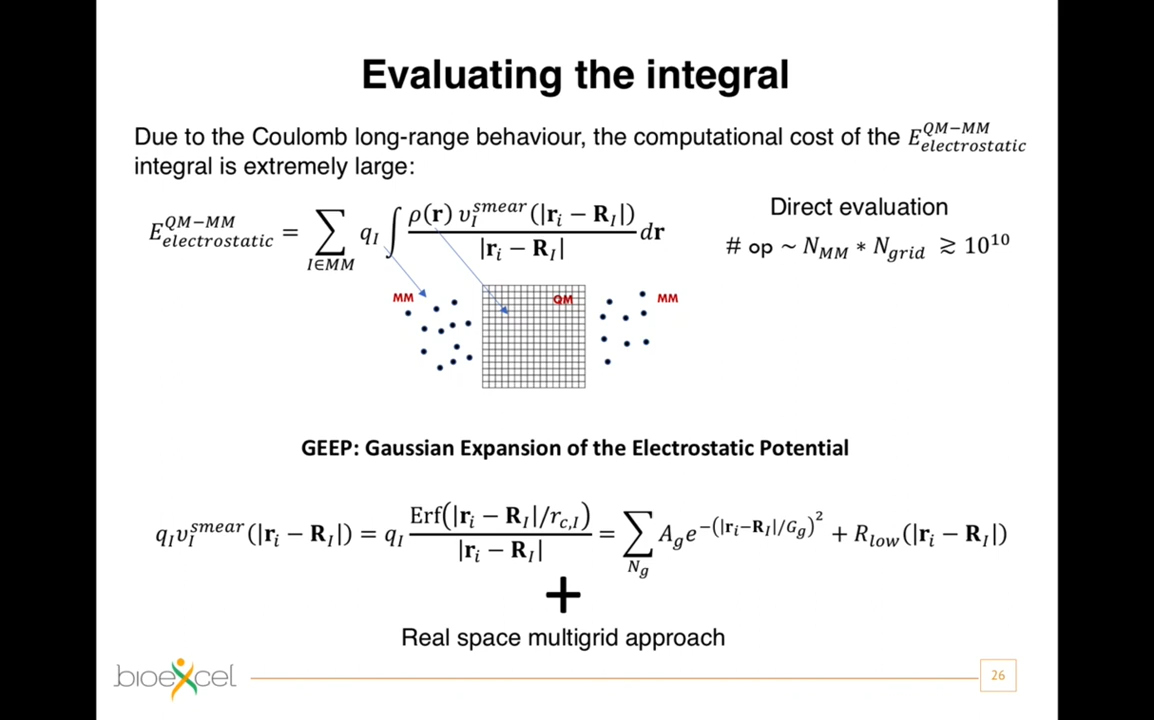 Evaluating the integral
Due to the Coulomb long-range behaviour, the computational cost of the $E_{electrostatic}^{QM-MM}$
integral is extremely large:
$E_{electrostatic}^{QM-MM} = \sum_{I \in MM} q_I \int \frac{\rho(\mathbf{r}) \, v_I^{smear}(|\mathbf{r}_i - \mathbf{R}_I|)}{|\mathbf{r}_i - \mathbf{R}_I|} d\mathbf{r}$
Direct evaluation
# op ~ $N_{MM} * N_{grid} \gtrsim 10^{10}$
MM
QM
MM
GEEP: Gaussian Expansion of the Electrostatic Potential
$q_I v_I^{smear}(|\mathbf{r}_i - \mathbf{R}_I|) = q_I \frac{\mathrm{Erf}(|\mathbf{r}_i - \mathbf{R}_I|/r_{c,I})}{|\mathbf{r}_i - \mathbf{R}_I|} = \sum_{N_g} A_g e^{-(|\mathbf{r}_i - \mathbf{R}_I|/G_g)^2} + R_{low}(|\mathbf{r}_i - \mathbf{R}_I|)$
+
Real space multigrid approach
bioexcel
26